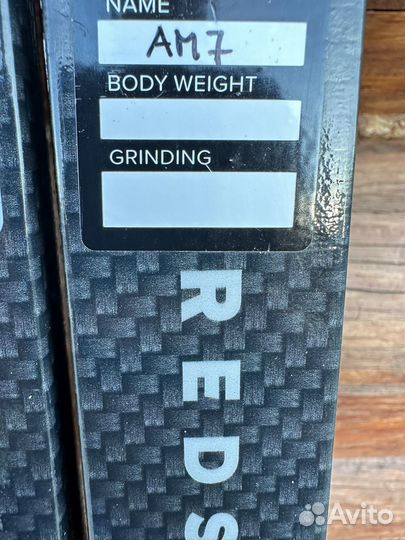 NAME
AM7
BODY WEIGHT
GRINDING
REDS
Avito